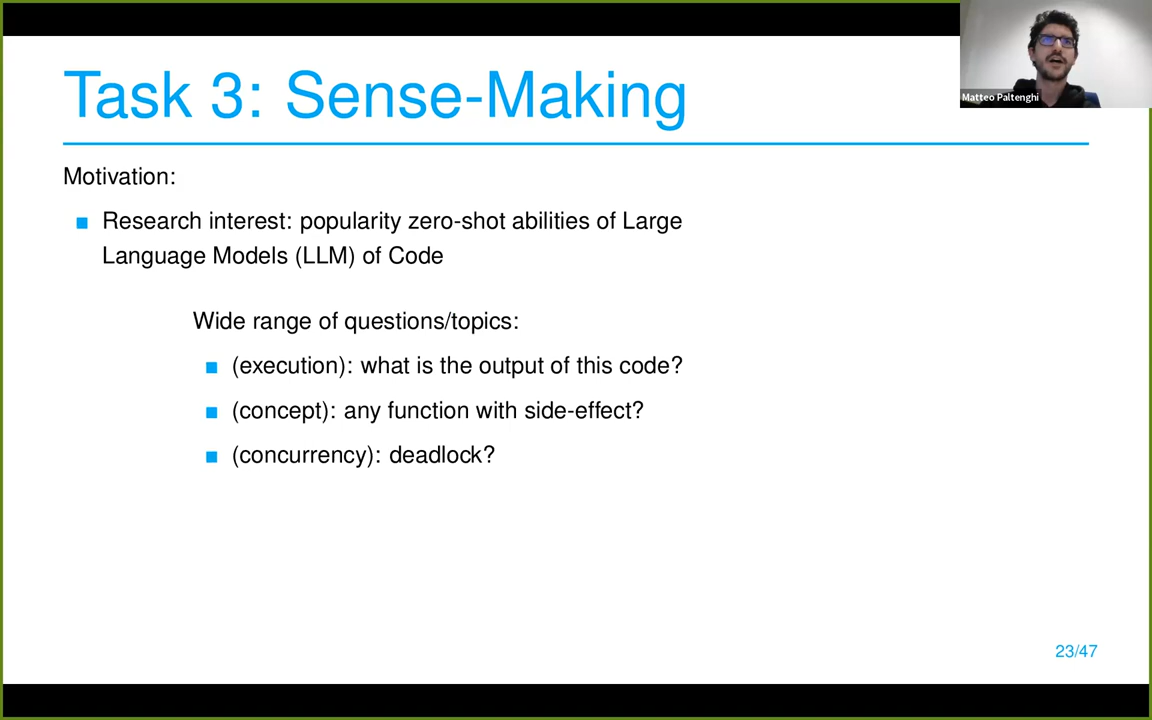 Task 3: Sense-Making
Matteo Paltenghi
Motivation:
Research interest: popularity zero-shot abilities of Large
Language Models (LLM) of Code
Wide range of questions/topics:
(execution): what is the output of this code?
(concept): any function with side-effect?
(concurrency): deadlock?
23/47